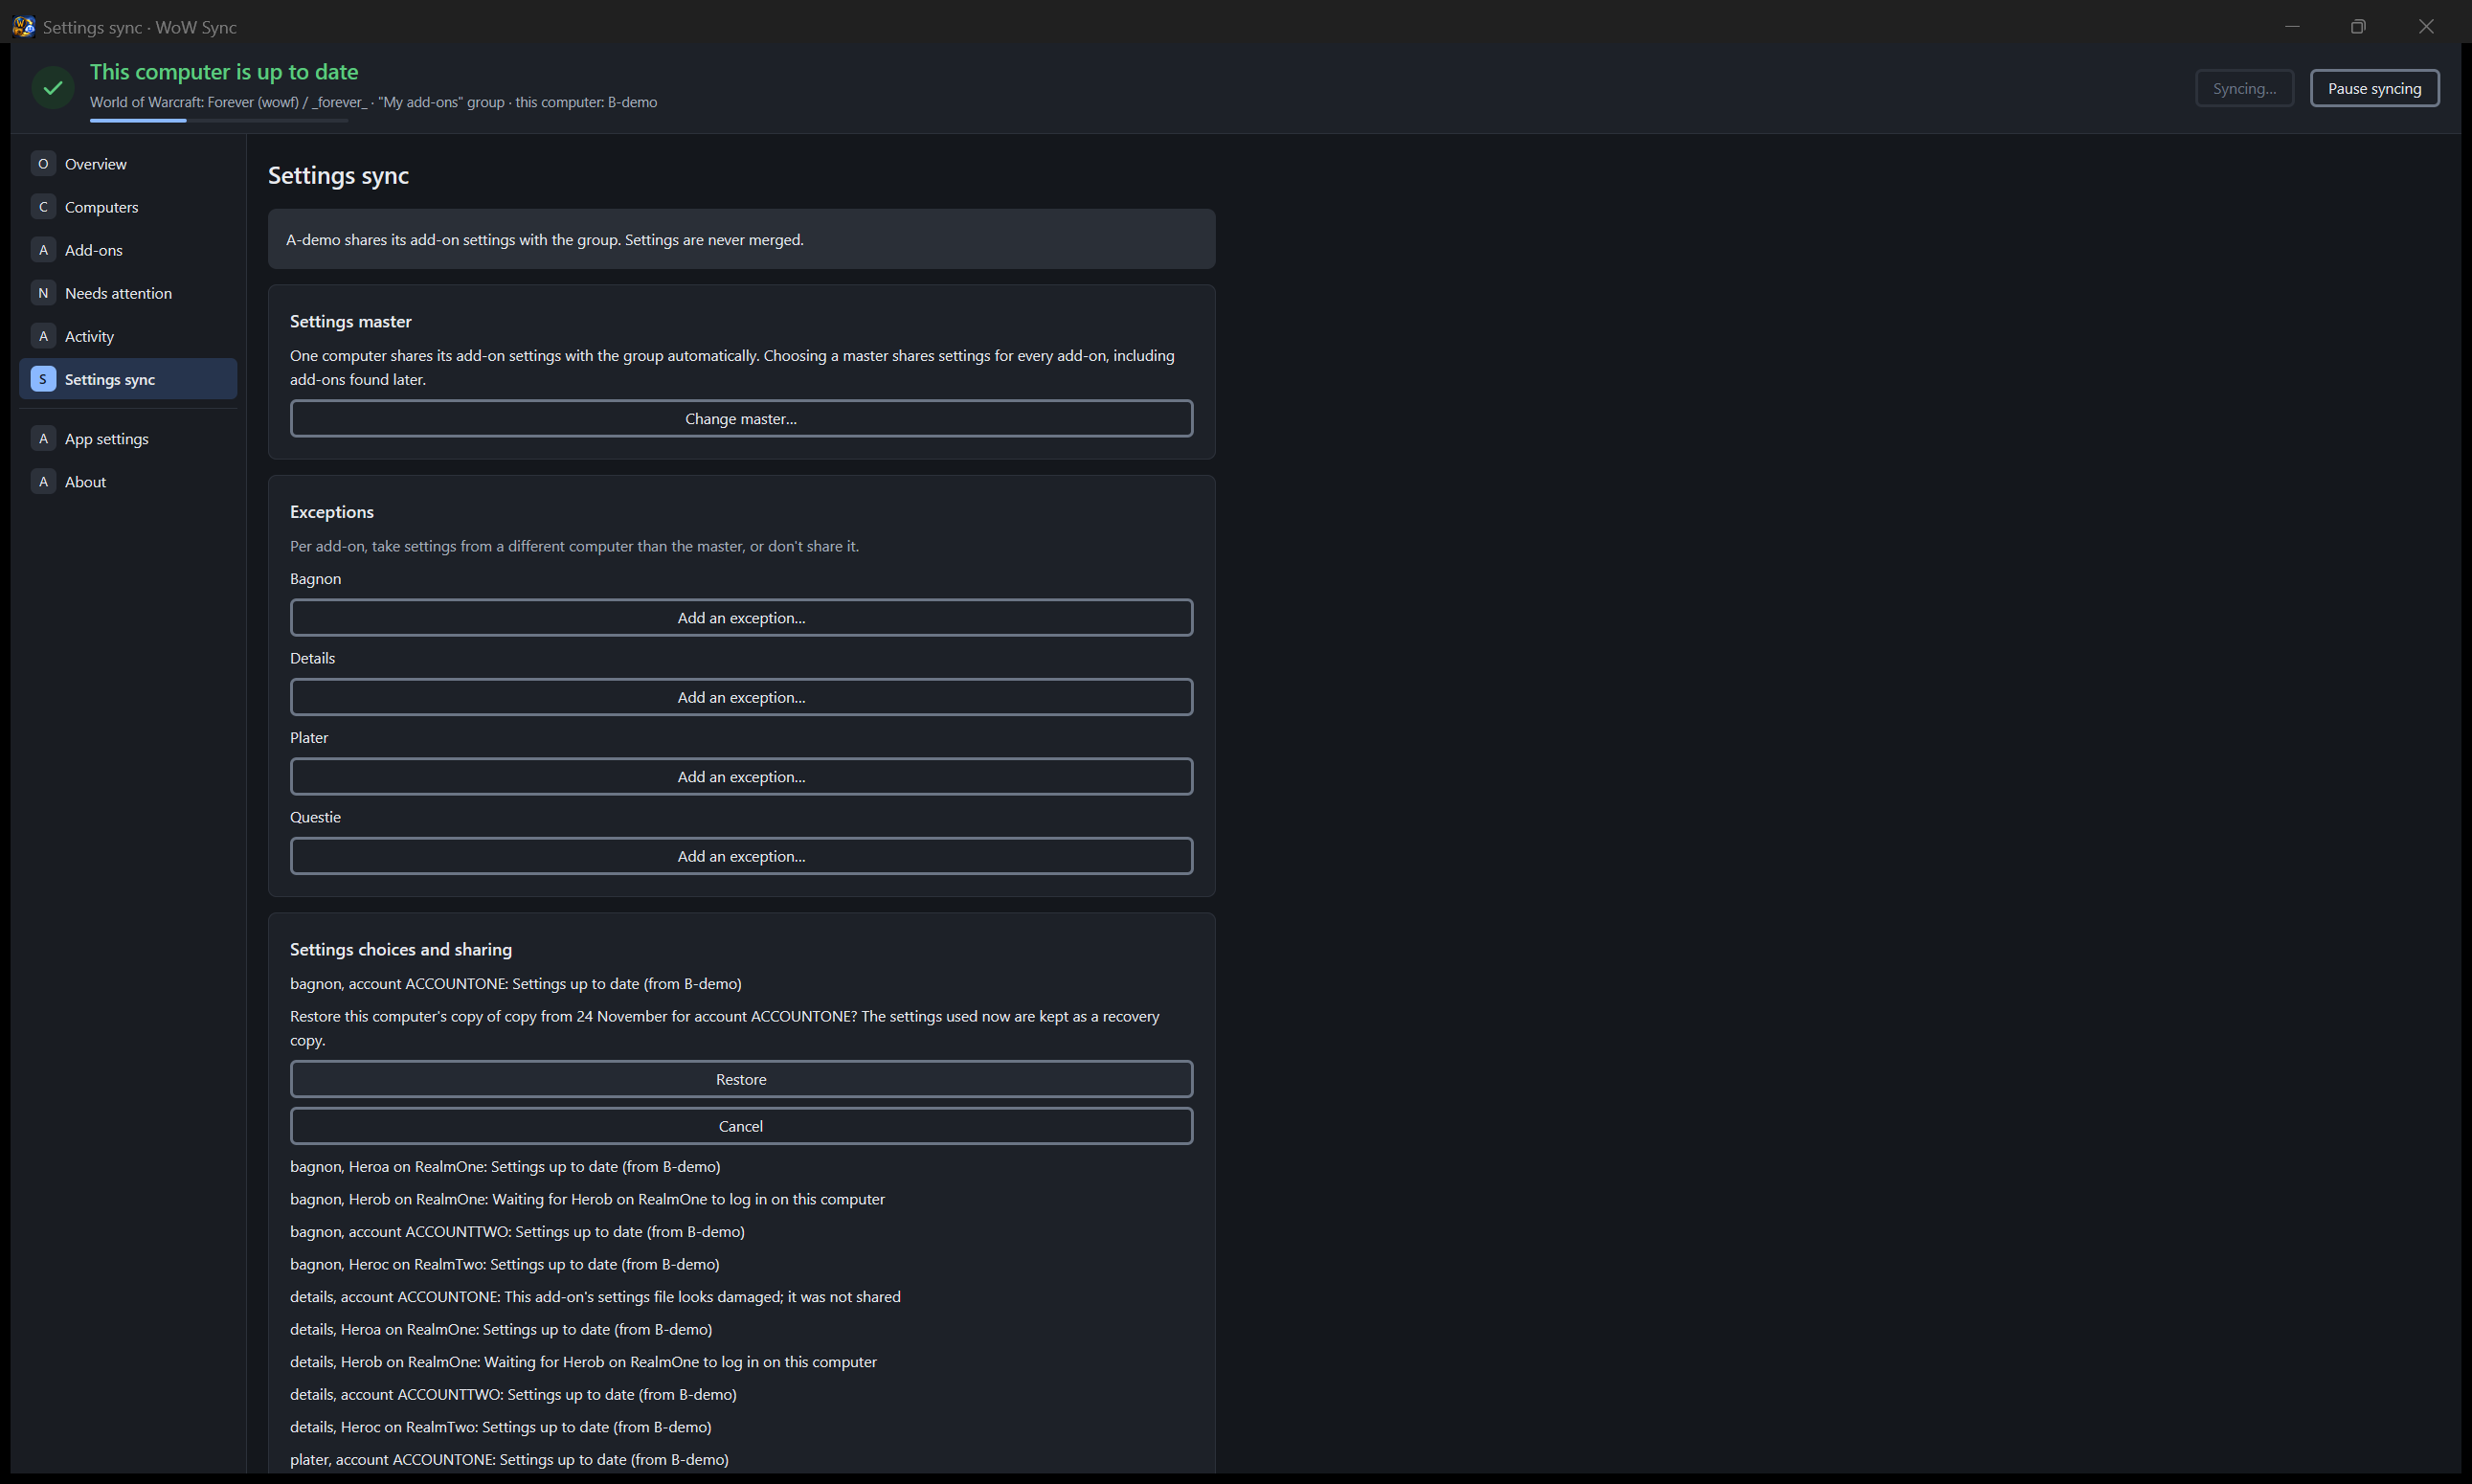 Settings sync · WoW Sync
This computer is up to date
World of Warcraft: Forever (wowf) / _forever_ · "My add-ons" group · this computer: B-demo
Syncing...
Pause syncing
O Overview
C Computers
A Add-ons
N Needs attention
A Activity
S Settings sync
A App settings
A About
Settings sync
A-demo shares its add-on settings with the group. Settings are never merged.
Settings master
One computer shares its add-on settings with the group automatically. Choosing a master shares settings for every add-on, including
add-ons found later.
Change master...
Exceptions
Per add-on, take settings from a different computer than the master, or don't share it.
Bagnon
Add an exception...
Details
Add an exception...
Plater
Add an exception...
Questie
Add an exception...
Settings choices and sharing
bagnon, account ACCOUNTONE: Settings up to date (from B-demo)
Restore this computer's copy of copy from 24 November for account ACCOUNTONE? The settings used now are kept as a recovery
copy.
Restore
Cancel
bagnon, Heroa on RealmOne: Settings up to date (from B-demo)
bagnon, Herob on RealmOne: Waiting for Herob on RealmOne to log in on this computer
bagnon, account ACCOUNTTWO: Settings up to date (from B-demo)
bagnon, Heroc on RealmTwo: Settings up to date (from B-demo)
details, account ACCOUNTONE: This add-on's settings file looks damaged; it was not shared
details, Heroa on RealmOne: Settings up to date (from B-demo)
details, Herob on RealmOne: Waiting for Herob on RealmOne to log in on this computer
details, account ACCOUNTTWO: Settings up to date (from B-demo)
details, Heroc on RealmTwo: Settings up to date (from B-demo)
plater, account ACCOUNTONE: Settings up to date (from B-demo)